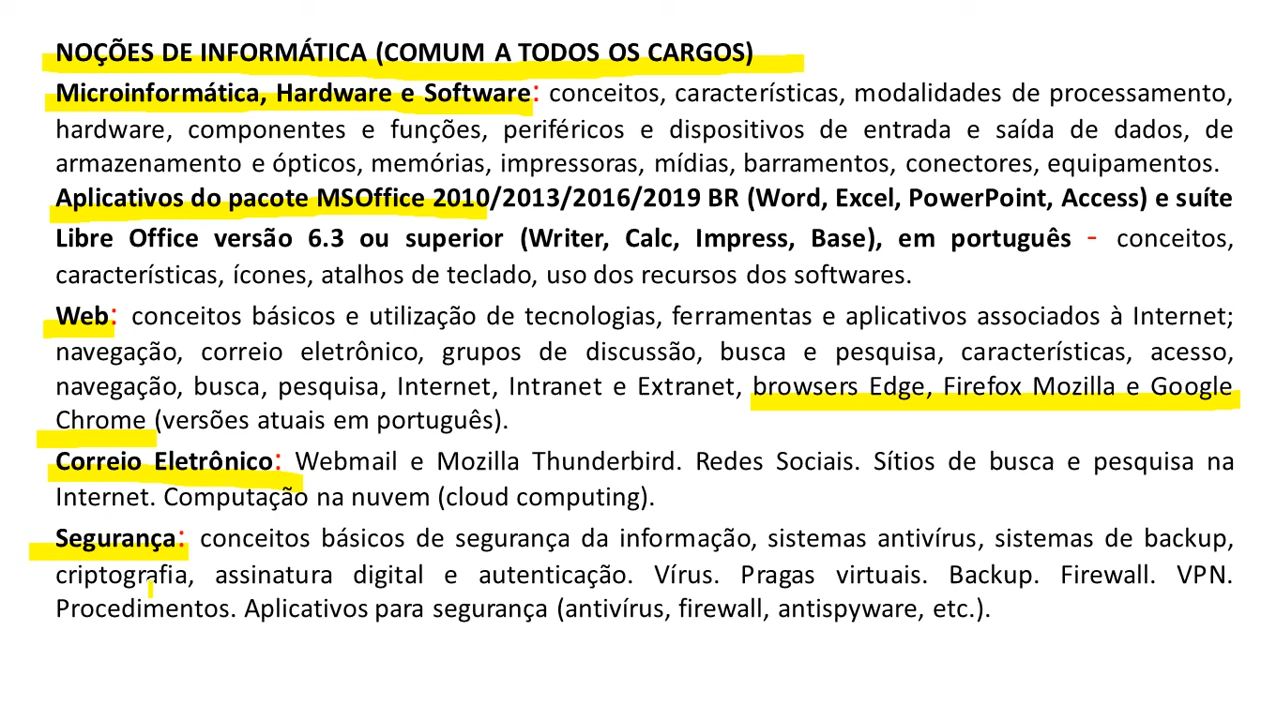 NOÇÕES DE INFORMÁTICA (COMUM A TODOS OS CARGOS)
Microinformática, Hardware e Software: conceitos, características, modalidades de processamento,
hardware, componentes e funções, periféricos e dispositivos de entrada e saída de dados, de
armazenamento e ópticos, memórias, impressoras, mídias, barramentos, conectores, equipamentos.
Aplicativos do pacote MSOffice 2010/2013/2016/2019 BR (Word, Excel, PowerPoint, Access) e suíte
Libre Office versão 6.3 ou superior (Writer, Calc, Impress, Base), em português - conceitos,
características, ícones, atalhos de teclado, uso dos recursos dos softwares.
Web: conceitos básicos e utilização de tecnologias, ferramentas e aplicativos associados à Internet;
navegação, correio eletrônico, grupos de discussão, busca e pesquisa, características, acesso,
navegação, busca, pesquisa, Internet, Intranet e Extranet, browsers Edge, Firefox Mozilla e Google
Chrome (versões atuais em português).
Correio Eletrônico: Webmail e Mozilla Thunderbird. Redes Sociais. Sítios de busca e pesquisa na
Internet. Computação na nuvem (cloud computing).
Segurança: conceitos básicos de segurança da informação, sistemas antivírus, sistemas de backup,
criptografia, assinatura digital e autenticação. Vírus. Pragas virtuais. Backup. Firewall. VPN.
Procedimentos. Aplicativos para segurança (antivírus, firewall, antispyware, etc.).